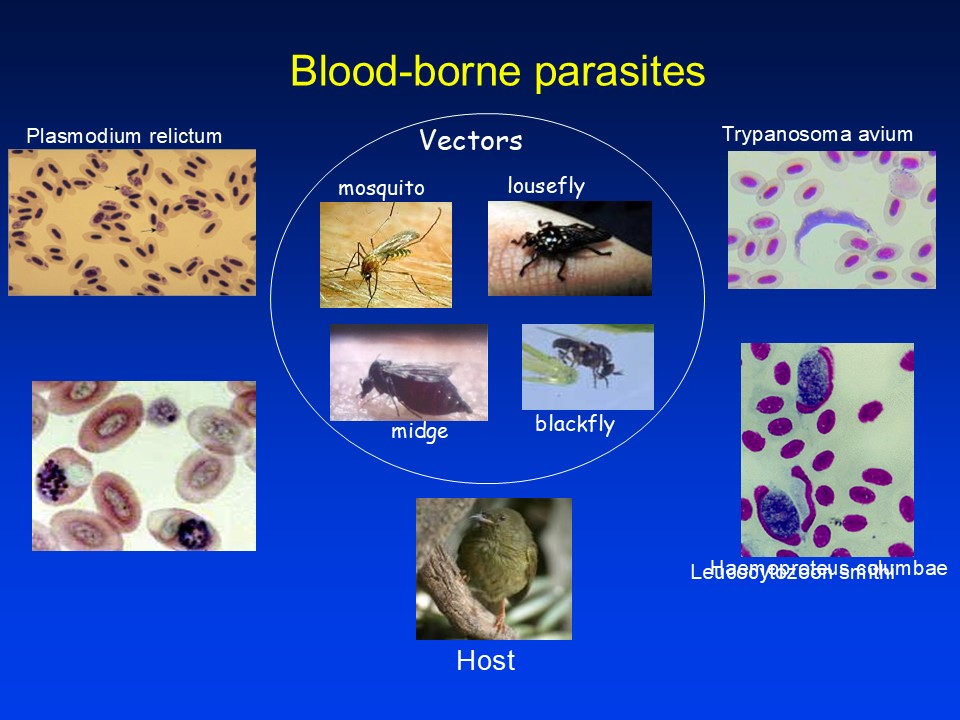 Blood-borne parasites
Plasmodium relictum
Vectors
Trypanosoma avium
mosquito
lousefly
midge
blackfly
Haemoproteus columbae
Leucocytozoon smithi
Host